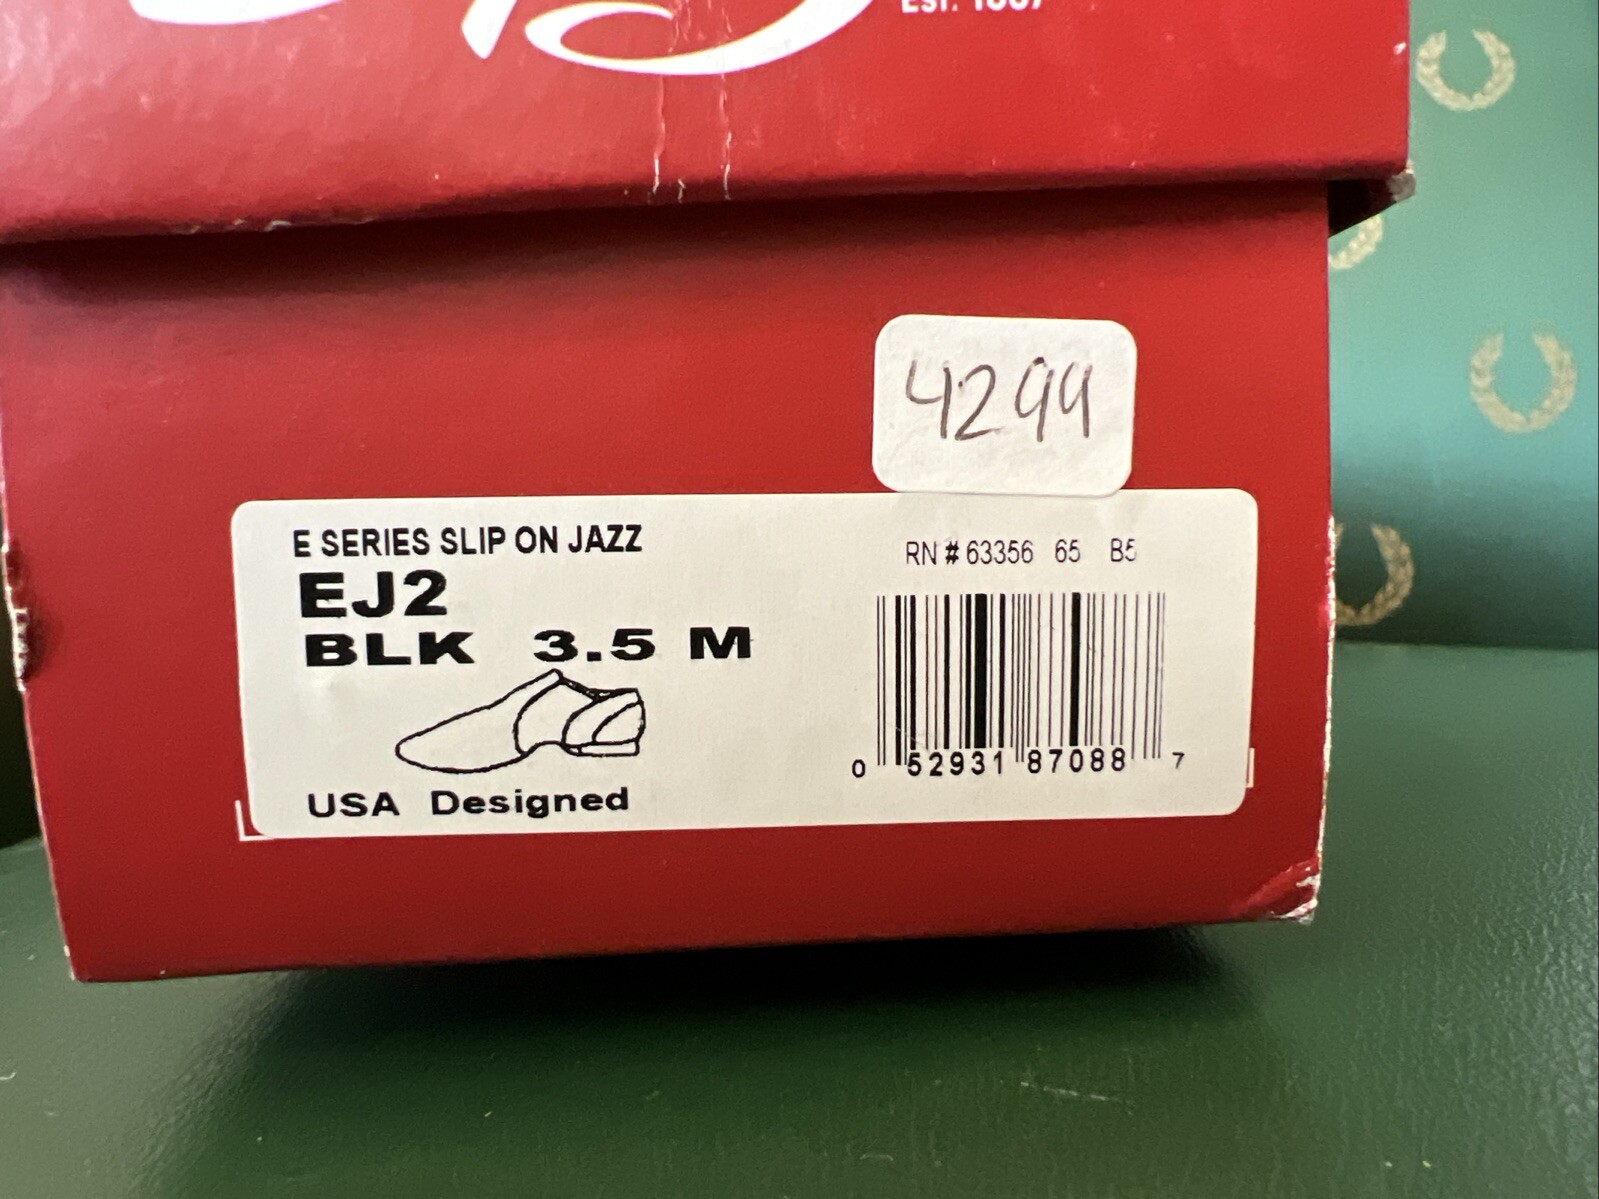 EST. 1887
4299
E SERIES SLIP ON JAZZ
EJ2
BLK 3.5 M
USA Designed
RN # 63356 65 B5
0 52931 87088 7